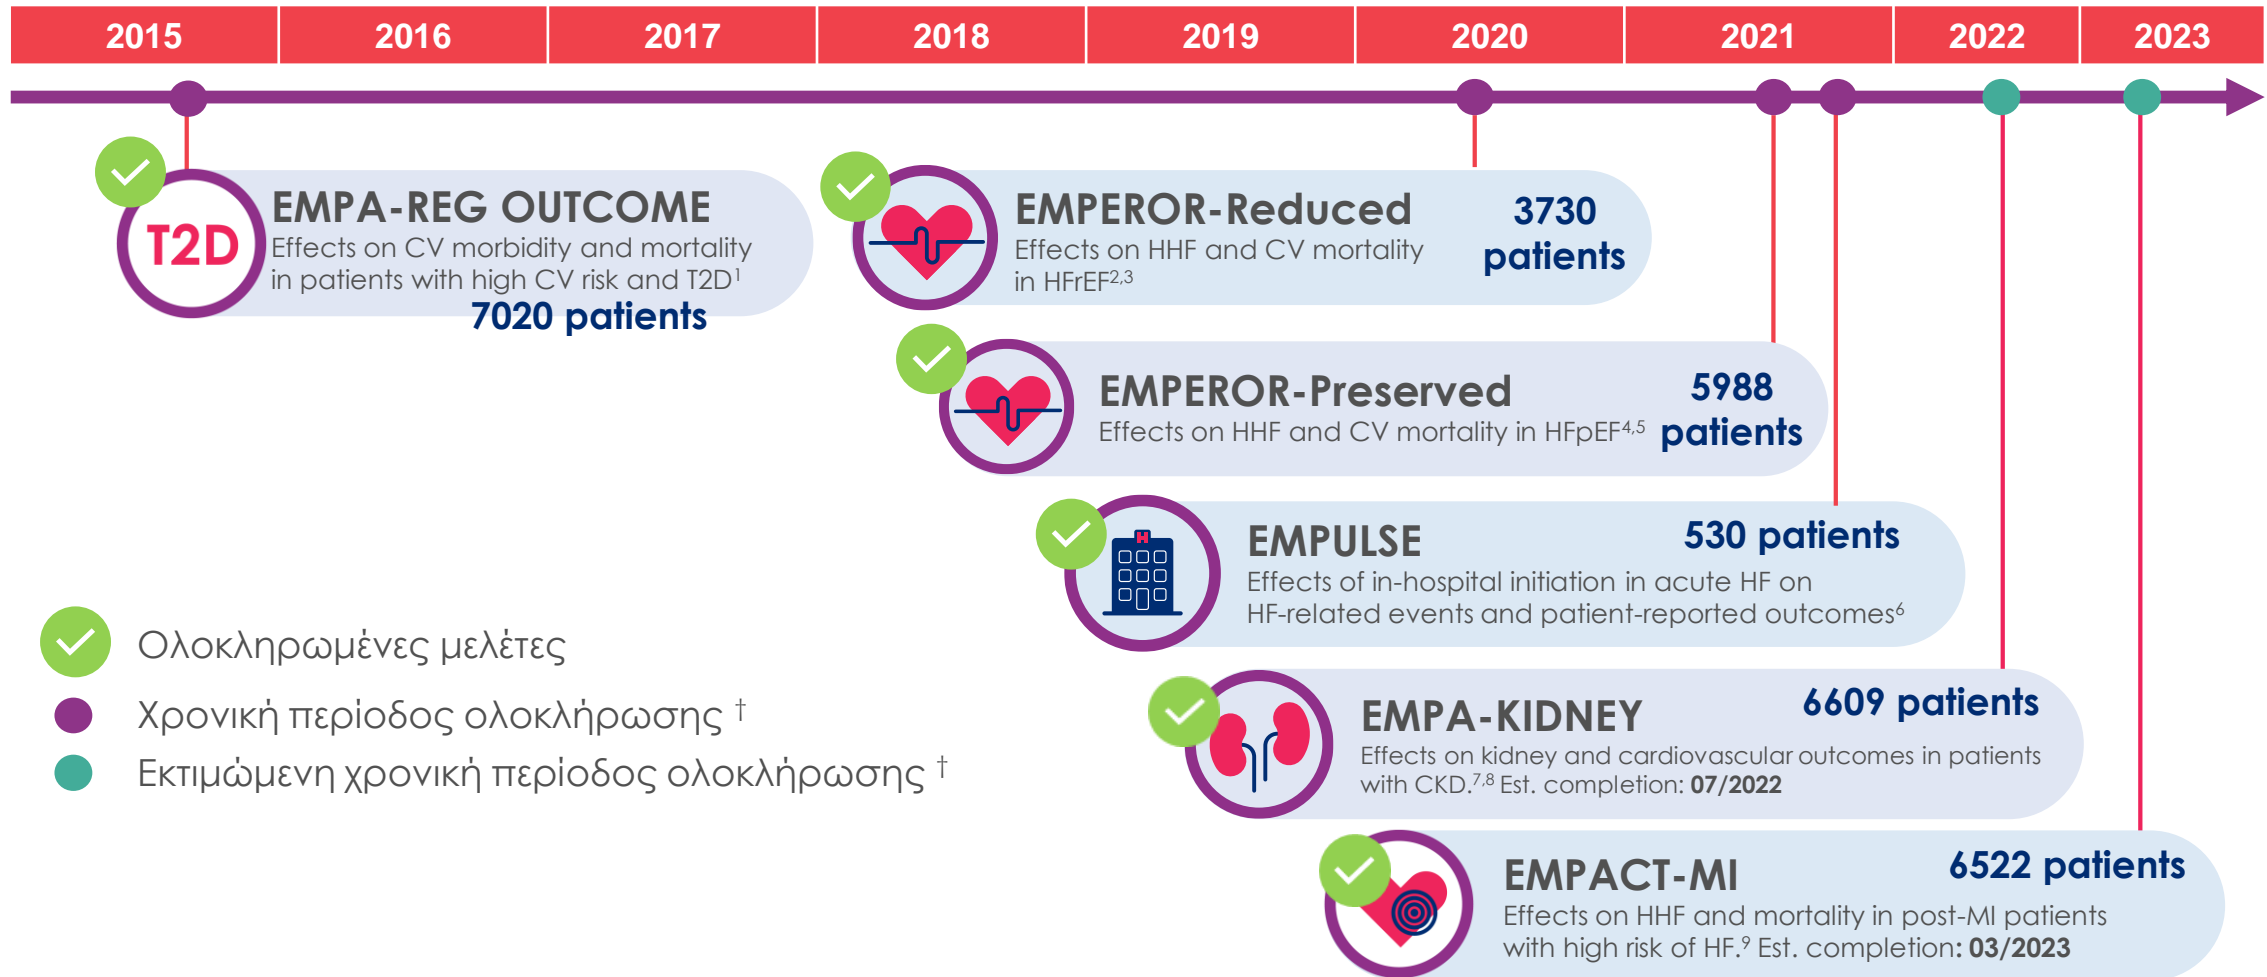 2015 2016 2017 2018 2019 2020 2021 2022 2023
T2D
EMPA-REG OUTCOME
Effects on CV morbidity and mortality
in patients with high CV risk and T2D¹
7020 patients
EMPEROR-Reduced
Effects on HHF and CV mortality
in HFrEF²,³
3730
patients
EMPEROR-Preserved
Effects on HHF and CV mortality in HFpEF⁴,⁵
5988
patients
H
EMPULSE
530 patients
Effects of in-hospital initiation in acute HF on
HF-related events and patient-reported outcomes⁶
EMPA-KIDNEY
6609 patients
Effects on kidney and cardiovascular outcomes in patients
with CKD.⁷,⁸ Est. completion: 07/2022
EMPACT-MI
6522 patients
Effects on HHF and mortality in post-MI patients
with high risk of HF.⁹ Est. completion: 03/2023
Ολοκληρωμένες μελέτες
Χρονική περίοδος ολοκλήρωσης †
Εκτιμώμενη χρονική περίοδος ολοκλήρωσης †